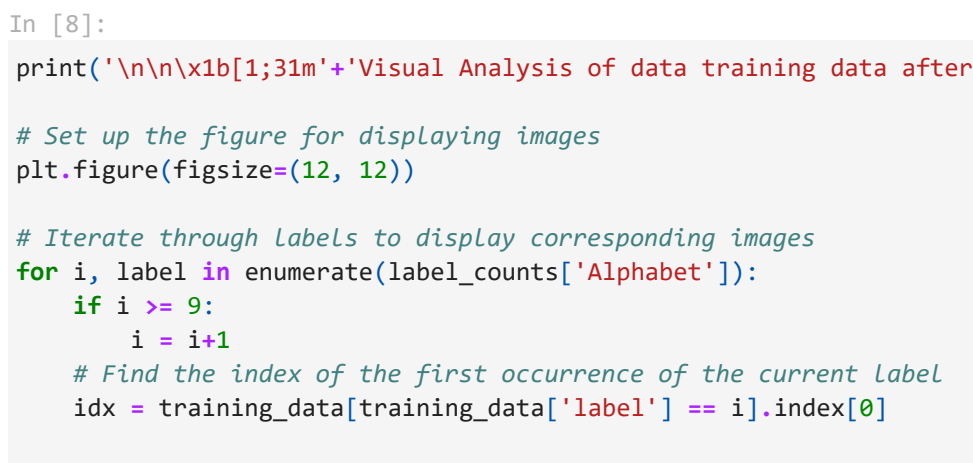 In [8]:
print('\n\n\x1b[1;31m'+'Visual Analysis of data training data after
# Set up the figure for displaying images
plt.figure(figsize=(12, 12))
# Iterate through labels to display corresponding images
for i, label in enumerate(label_counts['Alphabet']):
    if i >= 9:
        i = i+1
    # Find the index of the first occurrence of the current label
    idx = training_data[training_data['label'] == i].index[0]